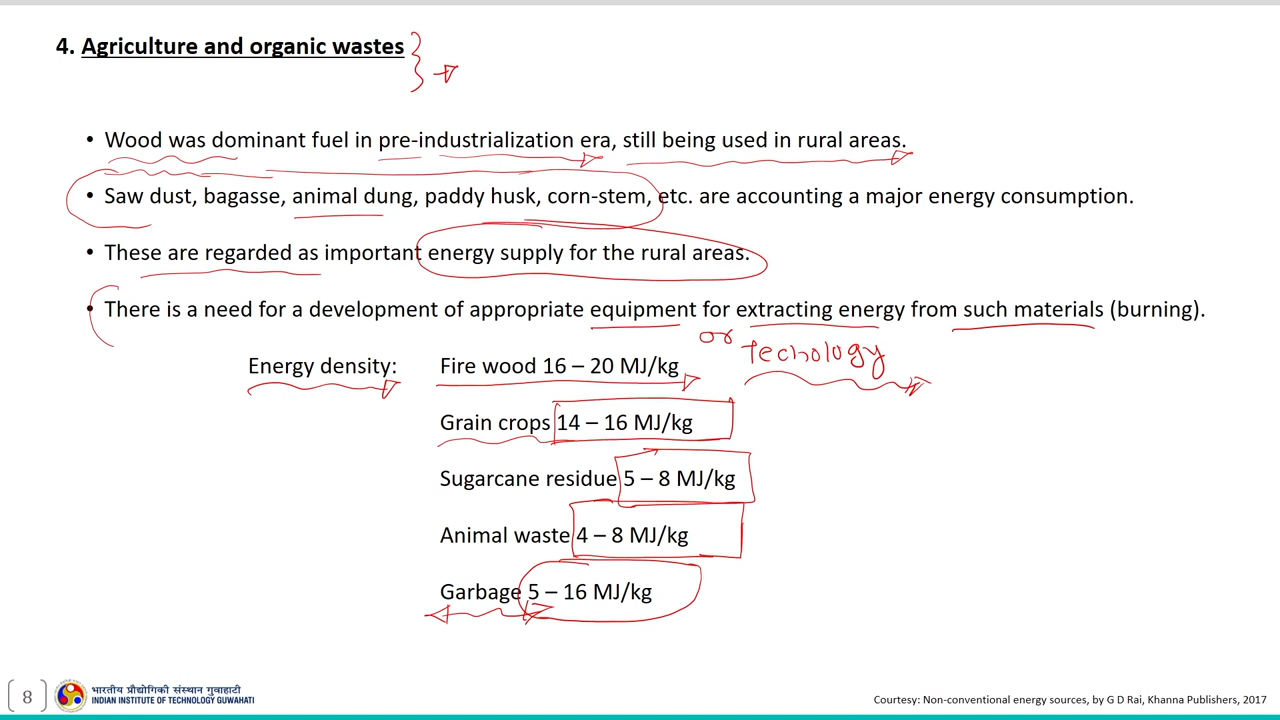 4. Agriculture and organic wastes
• Wood was dominant fuel in pre-industrialization era, still being used in rural areas.
• Saw dust, bagasse, animal dung, paddy husk, corn-stem, etc. are accounting a major energy consumption.
• These are regarded as important energy supply for the rural areas.
• There is a need for a development of appropriate equipment for extracting energy from such materials (burning).
or Techology
Energy density: Fire wood 16 – 20 MJ/kg
Grain crops 14 – 16 MJ/kg
Sugarcane residue 5 – 8 MJ/kg
Animal waste 4 – 8 MJ/kg
Garbage 5 – 16 MJ/kg
8
भारतीय प्रौद्योगिकी संस्थान गुवाहाटी
INDIAN INSTITUTE OF TECHNOLOGY GUWAHATI
Courtesy: Non-conventional energy sources, by G D Rai, Khanna Publishers, 2017